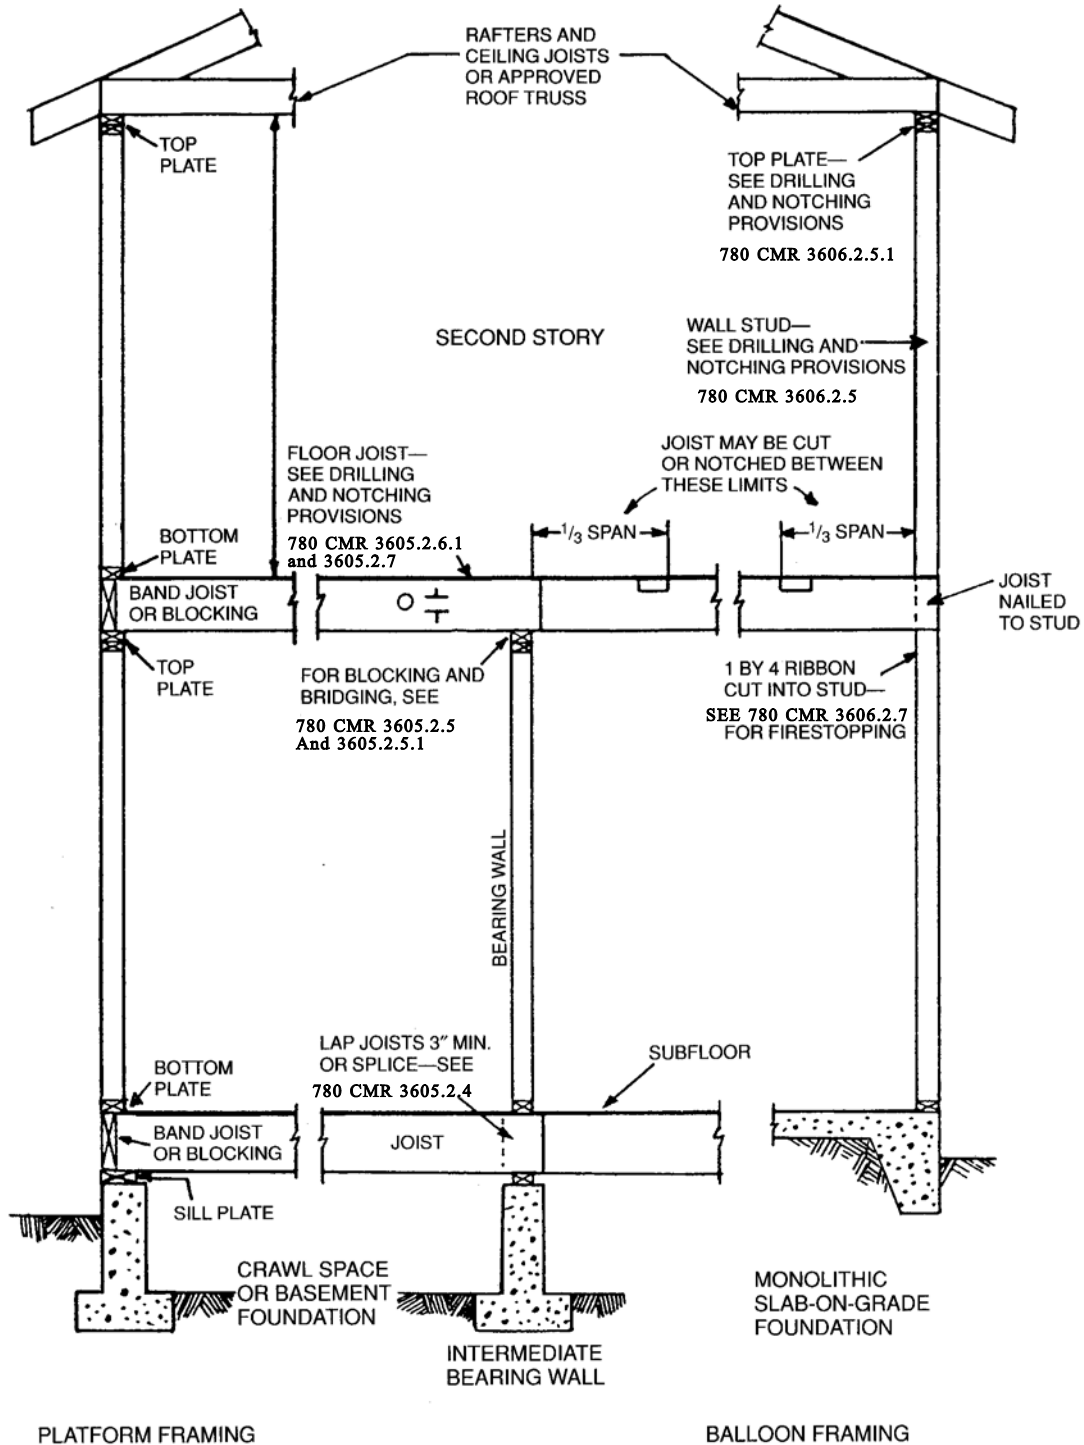 RAFTERS AND
CEILING JOISTS
OR APPROVED
ROOF TRUSS
TOP
PLATE
TOP PLATE—
SEE DRILLING
AND NOTCHING
PROVISIONS
780 CMR 3606.2.5.1
SECOND STORY
WALL STUD—
SEE DRILLING AND
NOTCHING PROVISIONS
780 CMR 3606.2.5
FLOOR JOIST—
SEE DRILLING
AND NOTCHING
PROVISIONS
780 CMR 3605.2.6.1
and 3605.2.7
JOIST MAY BE CUT
OR NOTCHED BETWEEN
THESE LIMITS
1/3 SPAN
1/3 SPAN
BOTTOM
PLATE
BAND JOIST
OR BLOCKING
JOIST
NAILED
TO STUD
TOP
PLATE
FOR BLOCKING AND
BRIDGING, SEE
780 CMR 3605.2.5
And 3605.2.5.1
1 BY 4 RIBBON
CUT INTO STUD—
SEE 780 CMR 3606.2.7
FOR FIRESTOPPING
BEARING WALL
LAP JOISTS 3″ MIN.
OR SPLICE—SEE
780 CMR 3605.2.4
SUBFLOOR
BOTTOM
PLATE
BAND JOIST
OR BLOCKING
JOIST
SILL PLATE
CRAWL SPACE
OR BASEMENT
FOUNDATION
MONOLITHIC
SLAB-ON-GRADE
FOUNDATION
INTERMEDIATE
BEARING WALL
PLATFORM FRAMING
BALLOON FRAMING